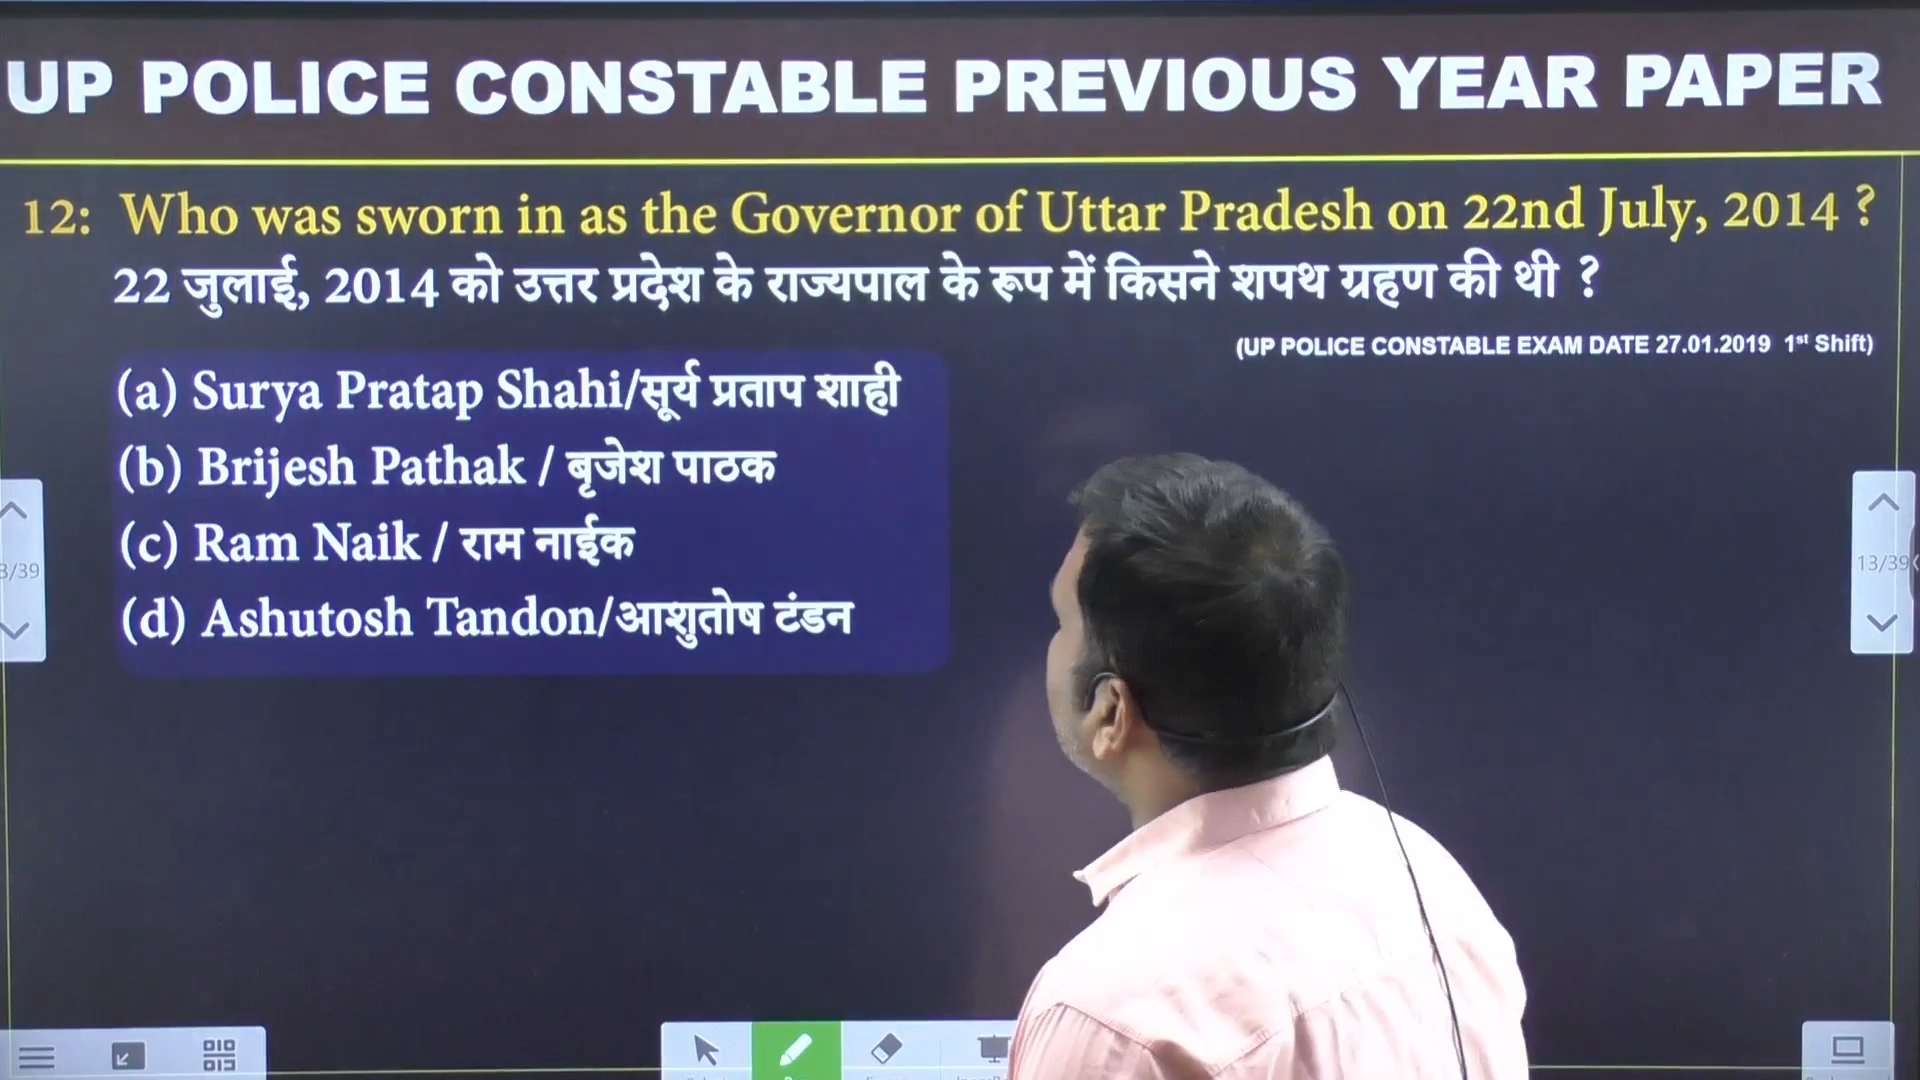 UP POLICE CONSTABLE PREVIOUS YEAR PAPER
12: Who was sworn in as the Governor of Uttar Pradesh on 22nd July, 2014 ?
22 जुलाई, 2014 को उत्तर प्रदेश के राज्यपाल के रूप में किसने शपथ ग्रहण की थी ?
(UP POLICE CONSTABLE EXAM DATE 27.01.2019 1st Shift)
(a) Surya Pratap Shahi/सूर्य प्रताप शाही
(b) Brijesh Pathak / बृजेश पाठक
(c) Ram Naik / राम नाईक
(d) Ashutosh Tandon/आशुतोष टंडन
3/39
13/39